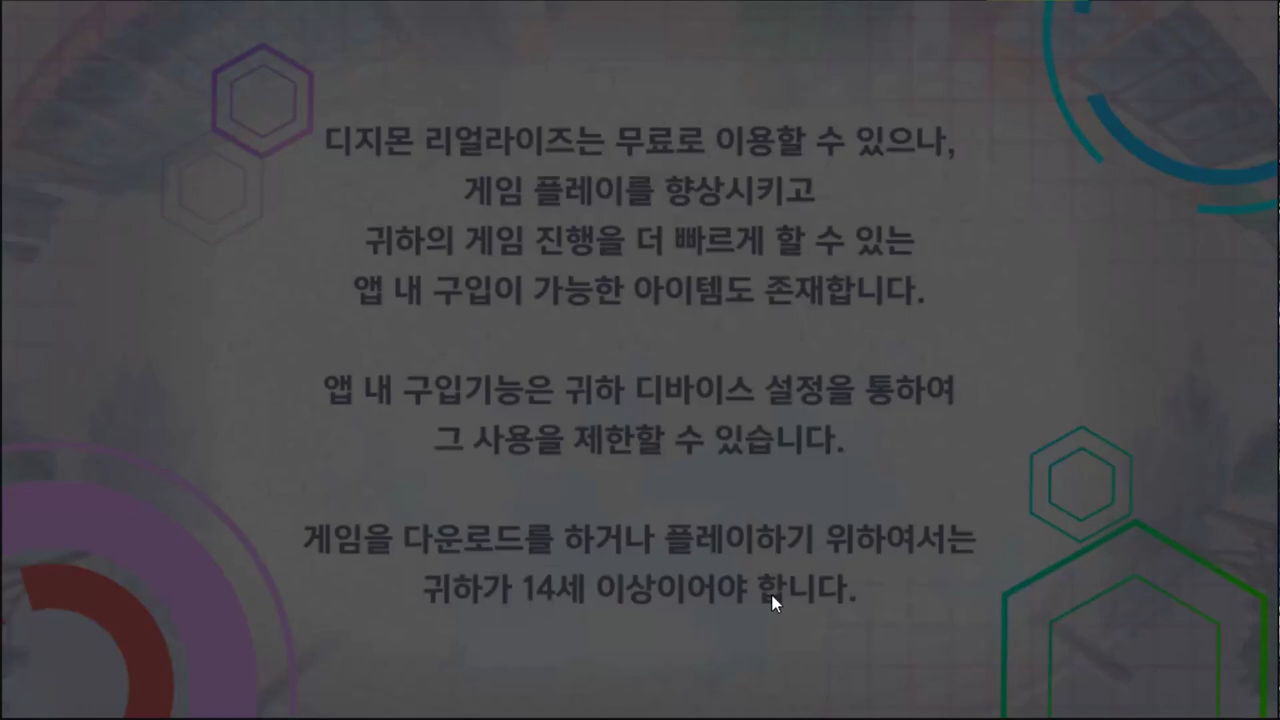 디지몬 리얼라이즈는 무료로 이용할 수 있으나,
게임 플레이를 향상시키고
귀하의 게임 진행을 더 빠르게 할 수 있는
앱 내 구입이 가능한 아이템도 존재합니다.
앱 내 구입기능은 귀하 디바이스 설정을 통하여
그 사용을 제한할 수 있습니다.
게임을 다운로드를 하거나 플레이하기 위하여서는
귀하가 14세 이상이어야 합니다.